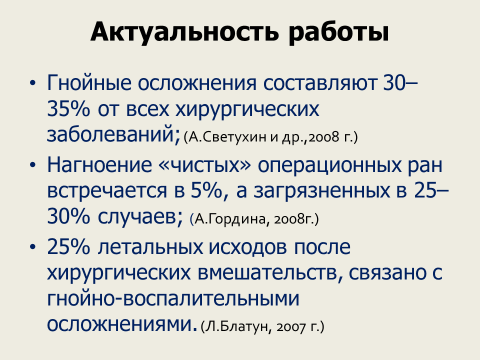 Актуальность работы
• Гнойные осложнения составляют 30–
35% от всех хирургических
заболеваний; (А.Светухин и др.,2008 г.)
• Нагноение «чистых» операционных ран
встречается в 5%, а загрязненных в 25–
30% случаев; (А.Гордина, 2008г.)
• 25% летальных исходов после
хирургических вмешательств, связано с
гнойно-воспалительными
осложнениями. (Л.Блатун, 2007 г.)